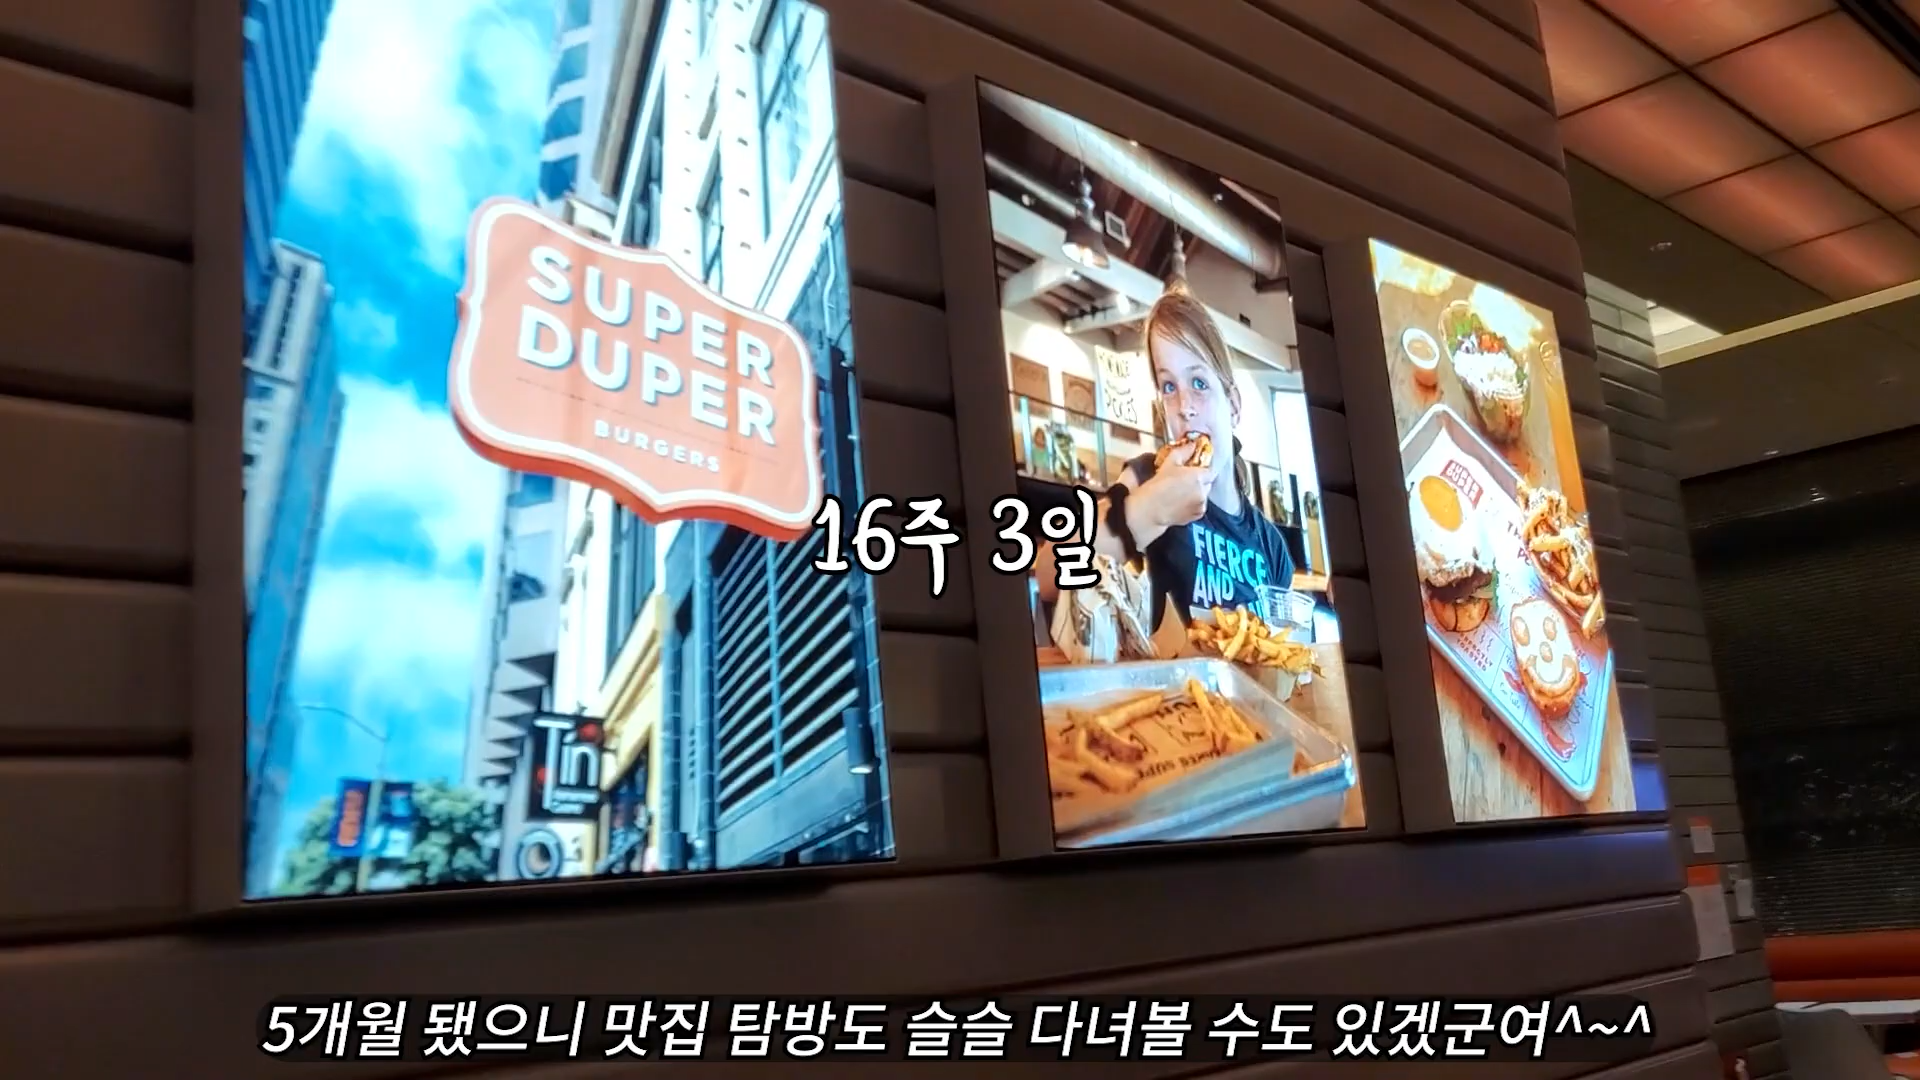 SUPER
DUPER
BURGERS
16주 3일
FIERCE
AND
5개월 됐으니 맛집 탐방도 슬슬 다녀볼 수도 있겠군여^~^